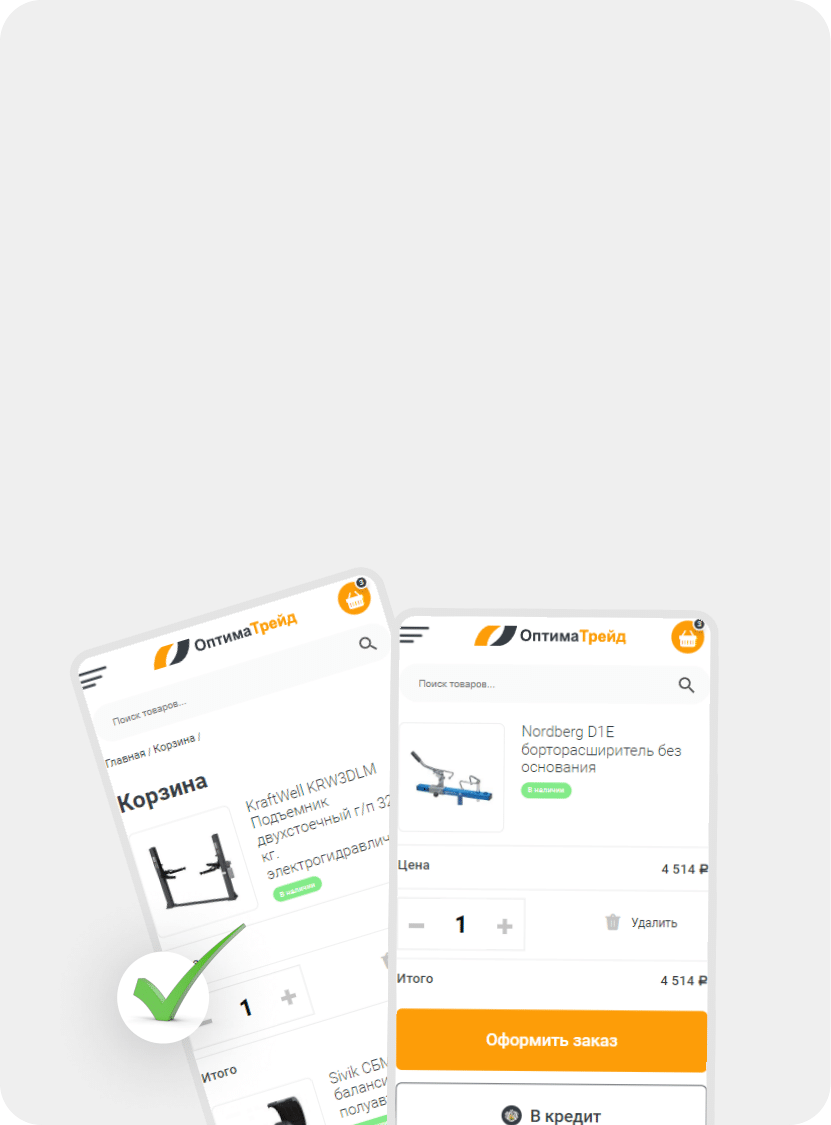 3
ОптимаТрейд
Поиск товаров...
Главная / Корзина /
Корзина
KraftWell KRW3DLM
Подъемник
двухстоечный г/п 32
кг.
электрогидравлич
В наличии
1
Итого
Sivik СБМ
баланси
полуав
3
ОптимаТрейд
Поиск товаров...
Nordberg D1E
борторасширитель без
основания
В наличии
Цена
4 514 ₽
1
Удалить
Итого
4 514 ₽
Оформить заказ
В кредит